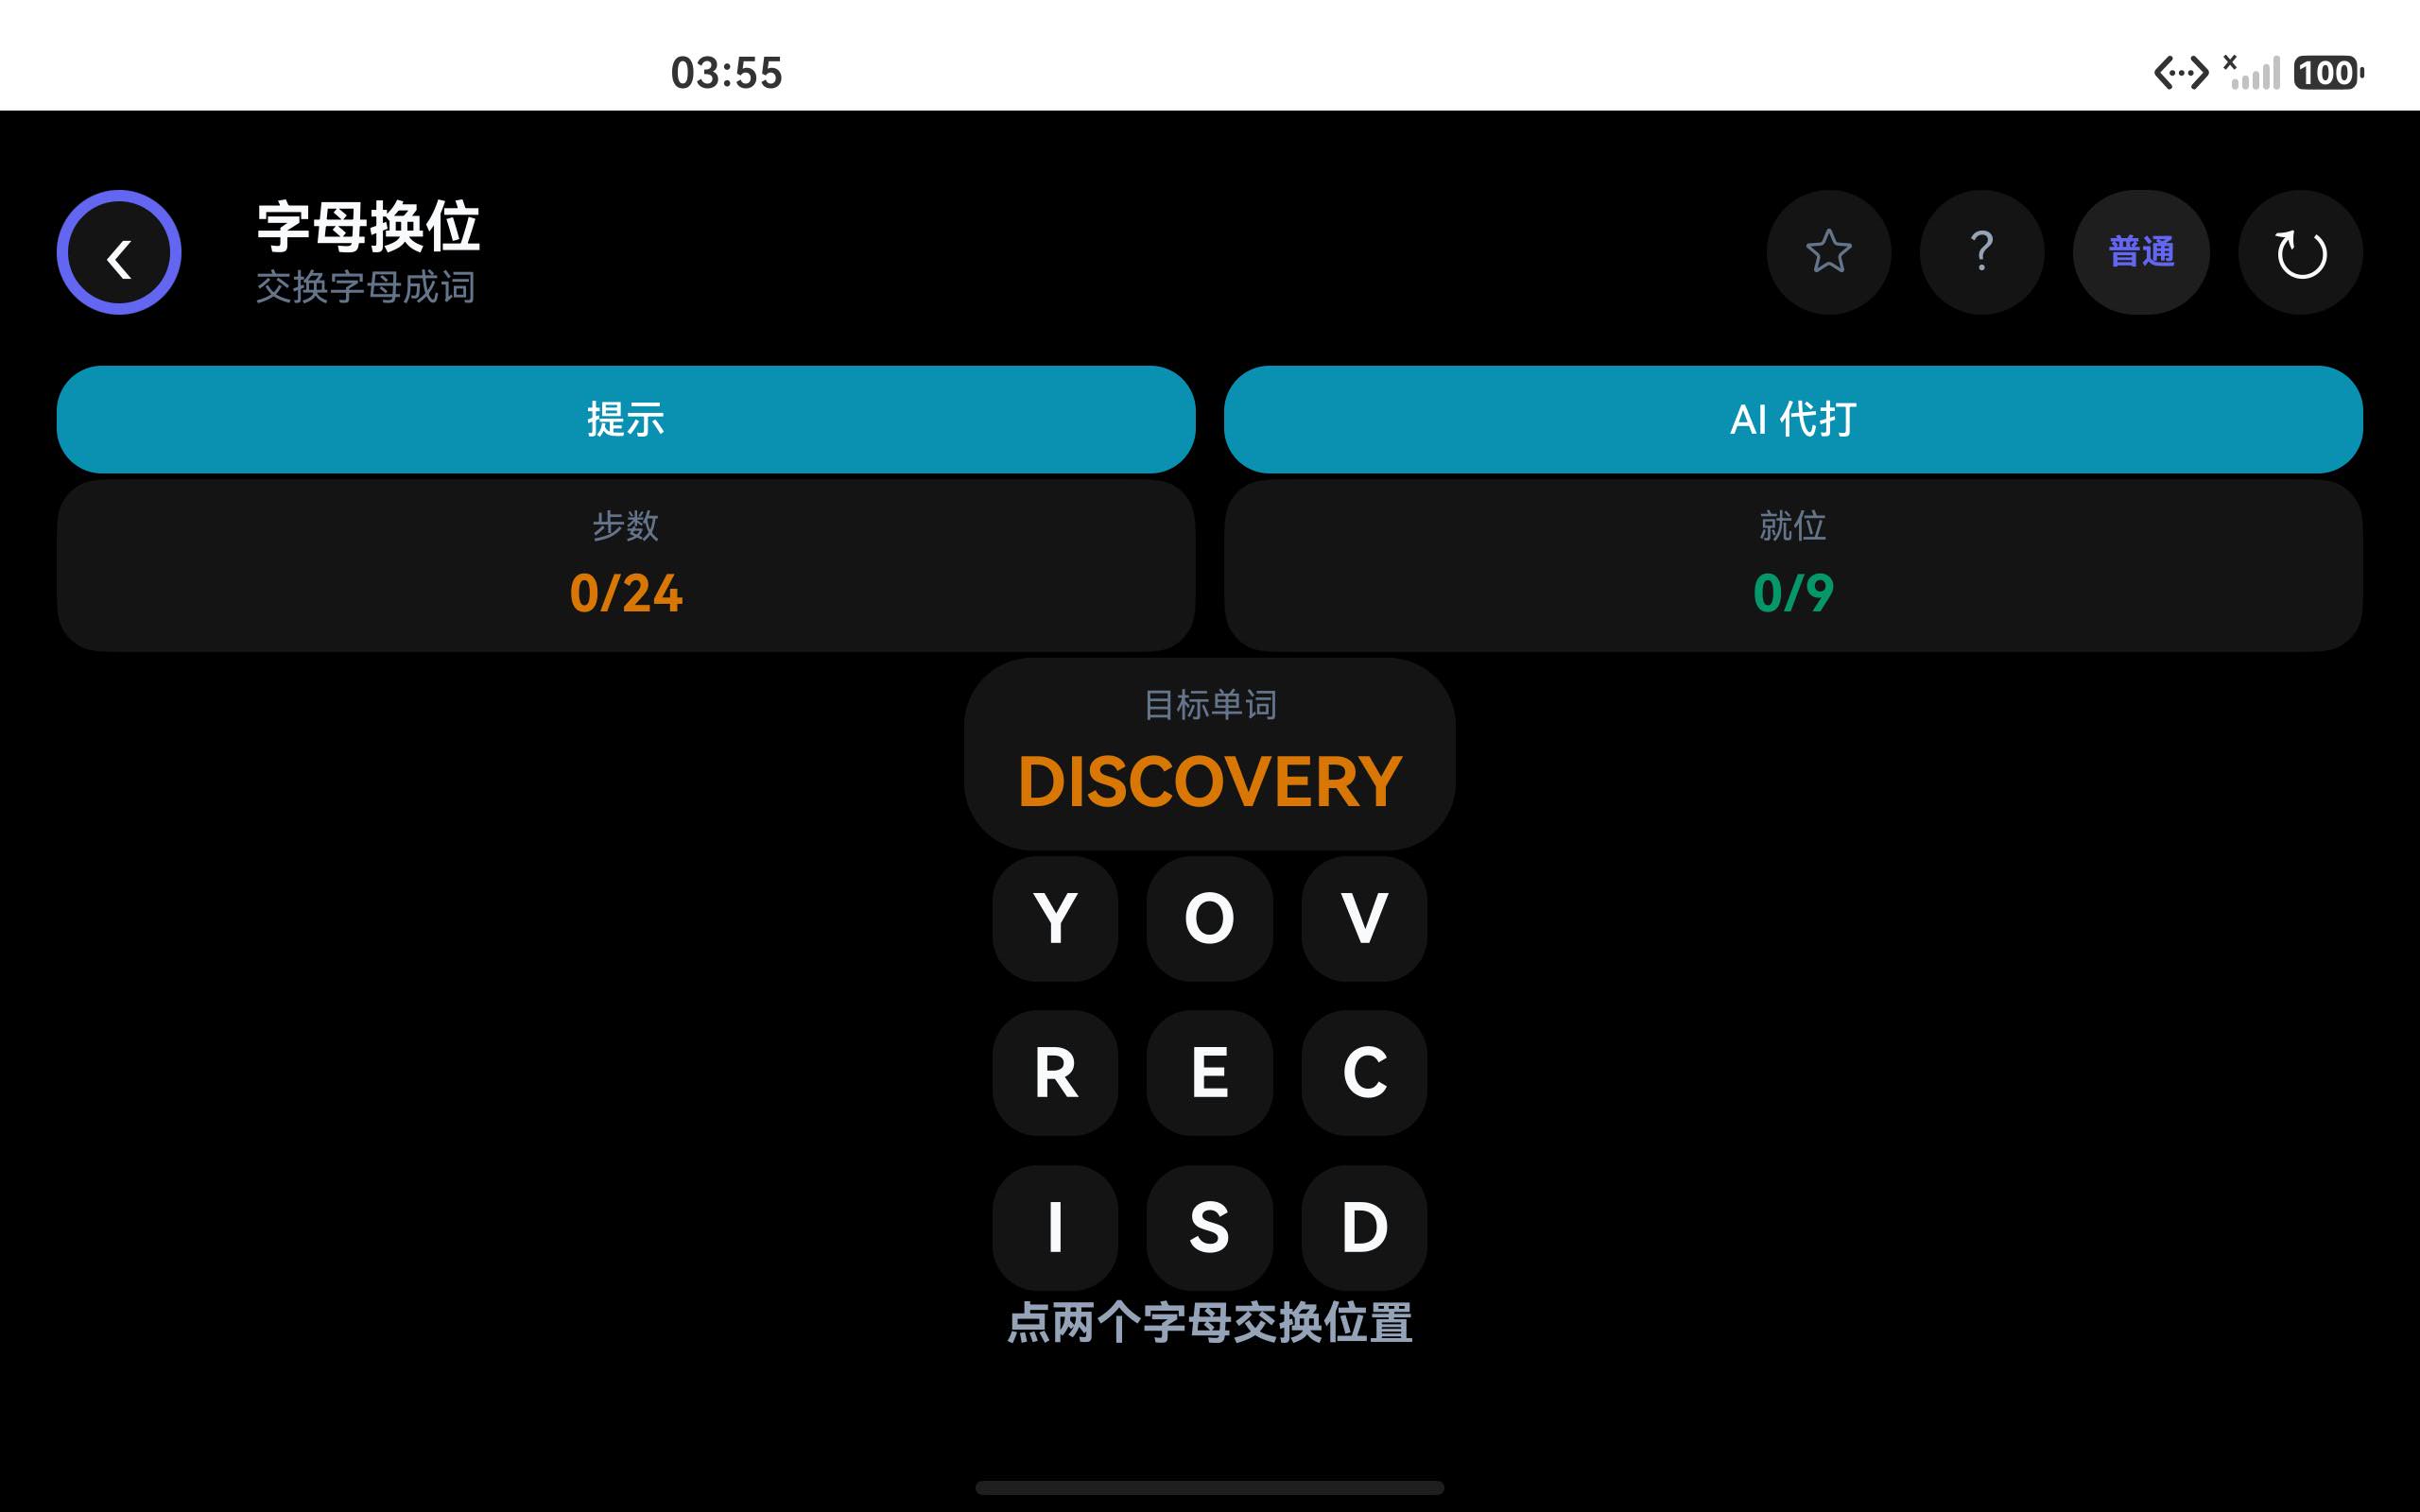 03:55
100
字母换位
交换字母成词
?
普通
提示
AI 代打
步数
0/24
就位
0/9
目标单词
DISCOVERY
Y O V
R E C
I S D
点两个字母交换位置